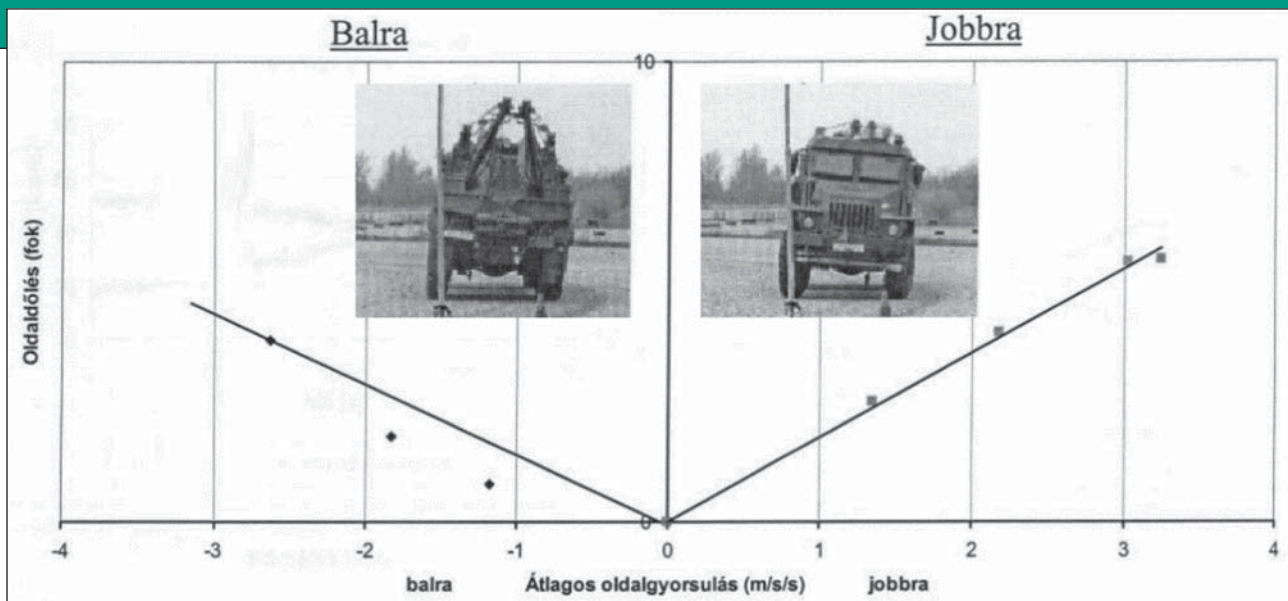 Balra
Jobbra
10
Oldaldőlés (fok)
0
-4 -3 -2 -1 0 1 2 3 4
balra Átlagos oldalgyorsulás (m/s/s) jobbra